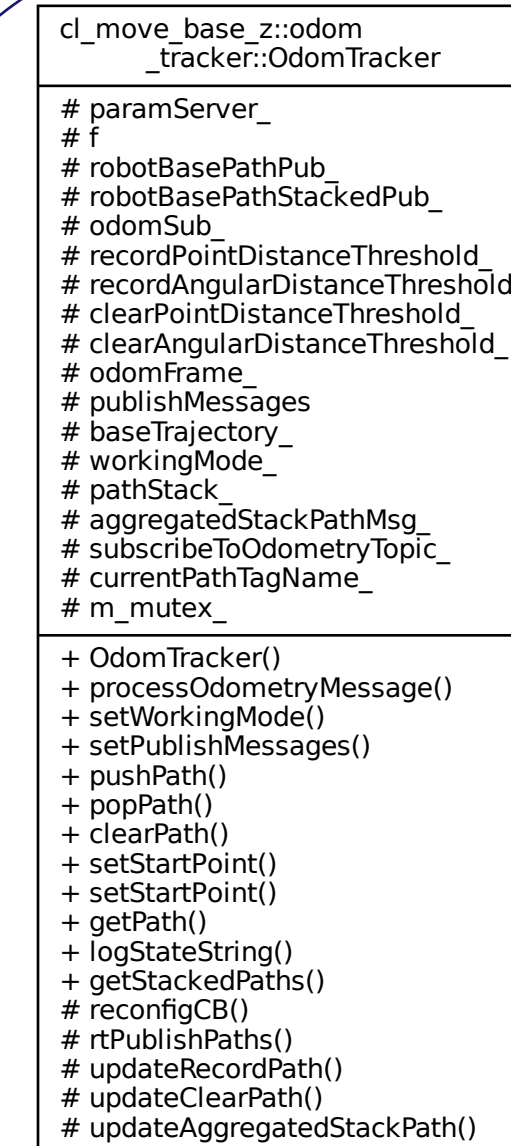 cl_move_base_z::odom
_tracker::OdomTracker
# paramServer_
# f
# robotBasePathPub_
# robotBasePathStackedPub_
# odomSub_
# recordPointDistanceThreshold_
# recordAngularDistanceThreshold
# clearPointDistanceThreshold_
# clearAngularDistanceThreshold_
# odomFrame_
# publishMessages
# baseTrajectory_
# workingMode_
# pathStack_
# aggregatedStackPathMsg_
# subscribeToOdometryTopic_
# currentPathTagName_
# m_mutex_
+ OdomTracker()
+ processOdometryMessage()
+ setWorkingMode()
+ setPublishMessages()
+ pushPath()
+ popPath()
+ clearPath()
+ setStartPoint()
+ setStartPoint()
+ getPath()
+ logStateString()
+ getStackedPaths()
# reconfigCB()
# rtPublishPaths()
# updateRecordPath()
# updateClearPath()
# updateAggregatedStackPath()